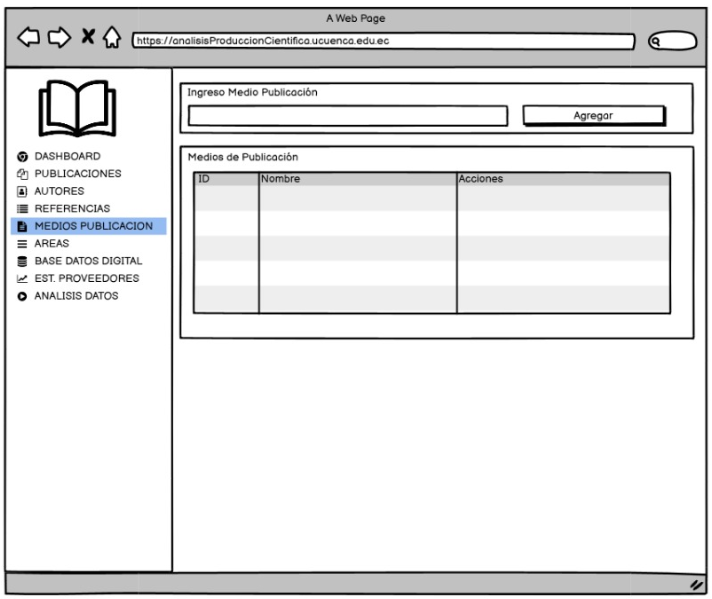 A Web Page
https://analisisProduccionCientifica.ucuenca.edu.ec
DASHBOARD
PUBLICACIONES
AUTORES
REFERENCIAS
MEDIOS PUBLICACION
AREAS
BASE DATOS DIGITAL
EST. PROVEEDORES
ANALISIS DATOS
Ingreso Medio Publicación
Agregar
Medios de Publicación
ID Nombre Acciones